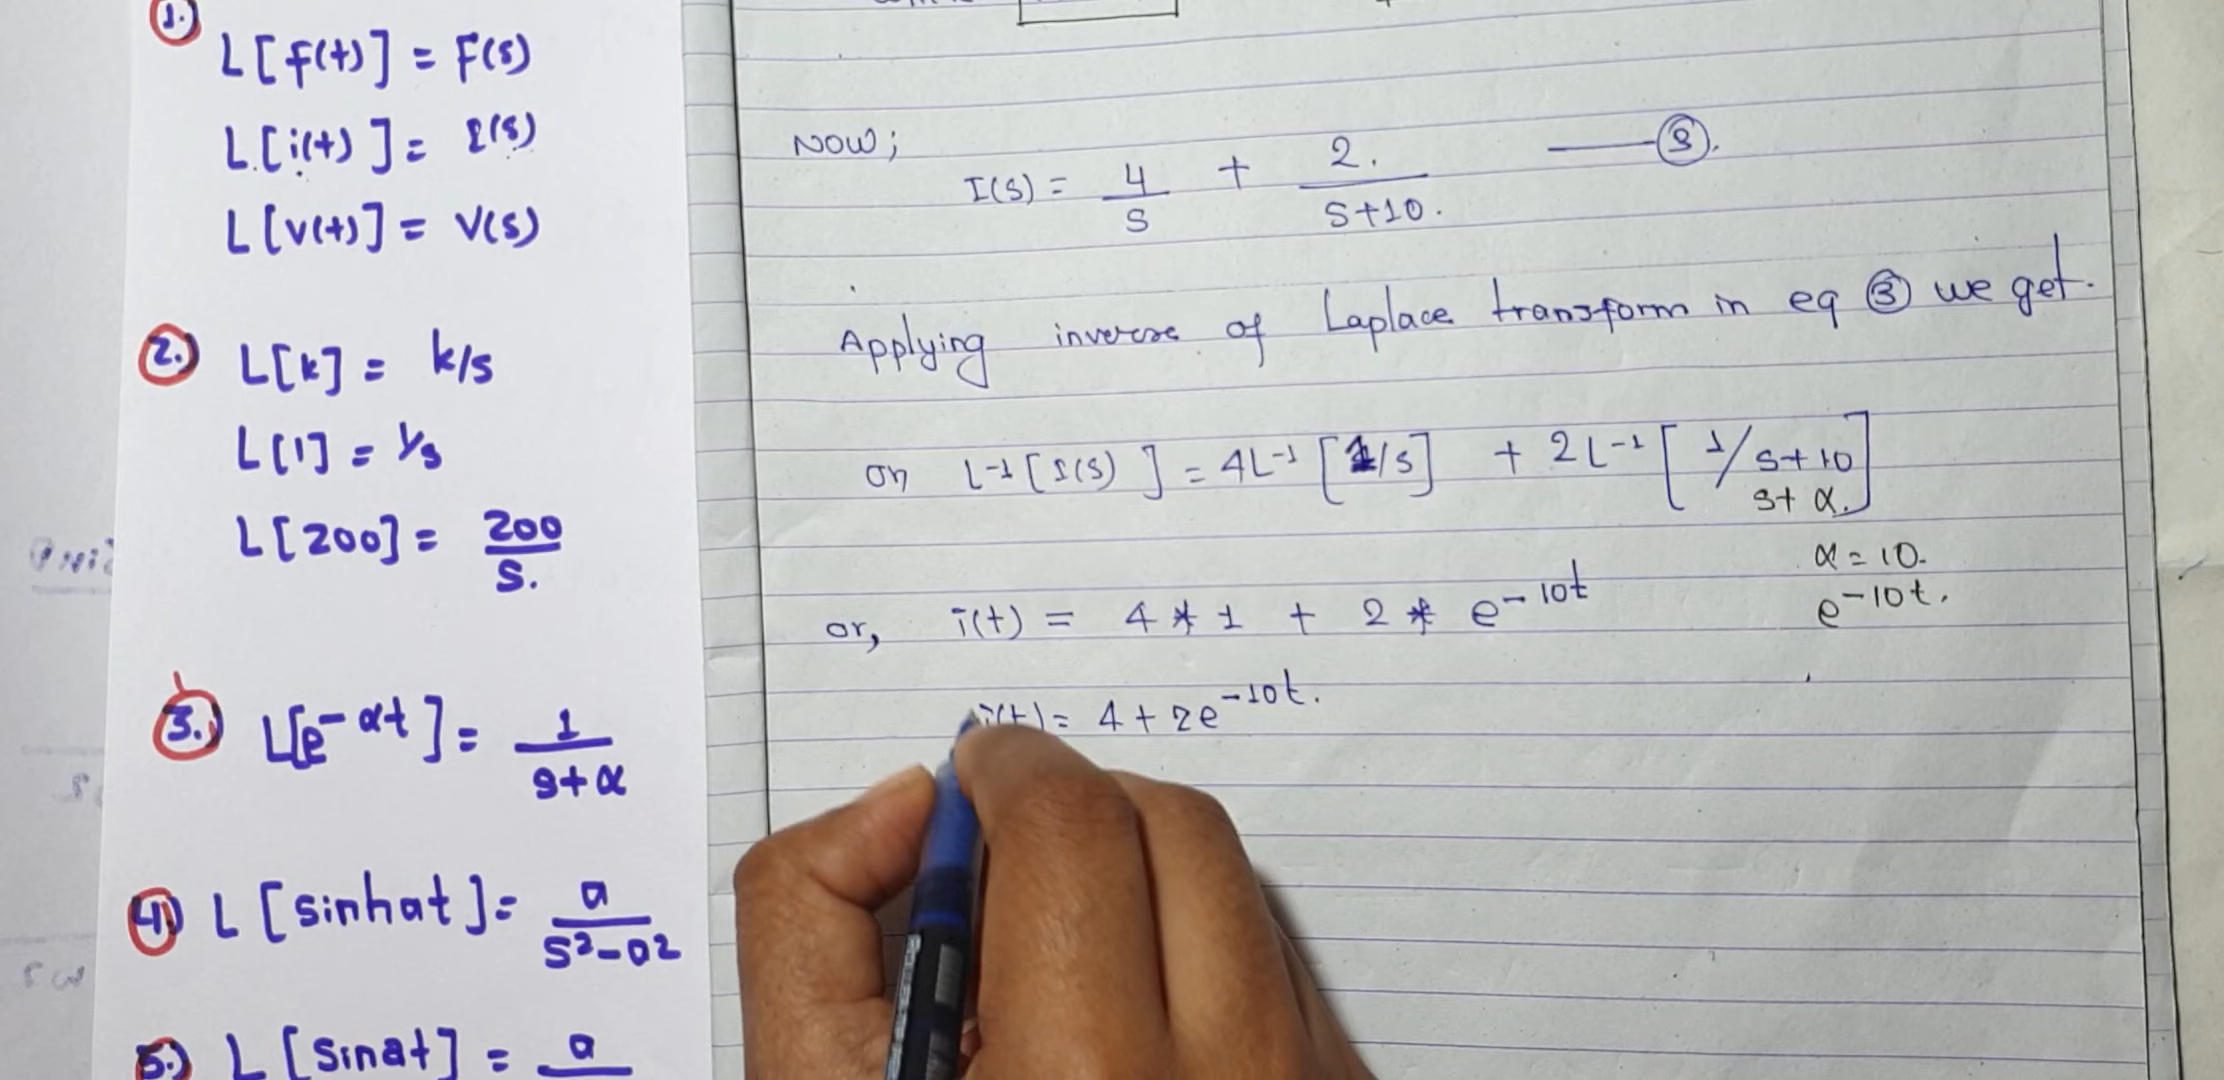 1.
L[f(t)] = F(s)
L[i(t)] = I(s)
L[v(t)] = V(s)
2.) L[k] = k/s
L[1] = 1/s
L[200] = 200/s.
3.) L[e^-αt] = 1/s+α
4) L[sinhat] = a/s²-a2
5.) L[sinat] = a
Now;
I(s) = 4/s + 2./s+10. —— 3.
Applying inverse of Laplace transform in eq 3 we get.
or L-1[I(s)] = 4L-1[1/s] + 2L-1[1/s+10]
s+α.
α = 10.
e^-10t.
or, i(t) = 4 * 1 + 2 * e^-10t
i(t) = 4 + 2e^-10t.